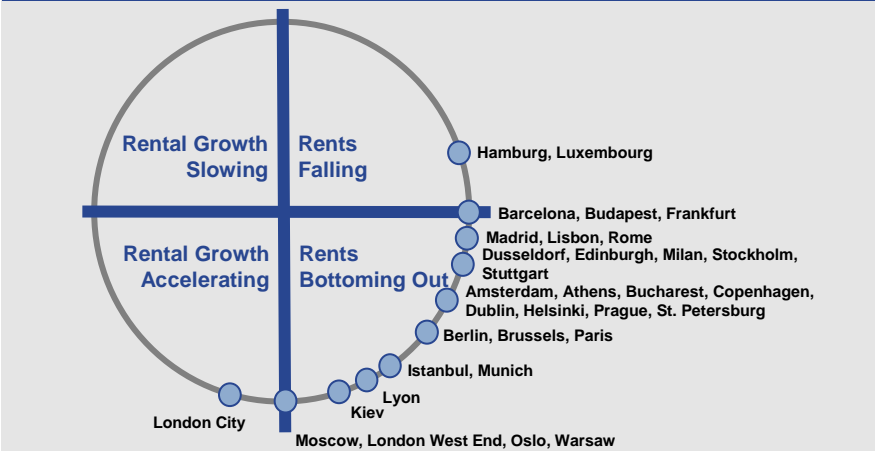 Rental Growth
Slowing
Rents
Falling
Hamburg, Luxembourg
Barcelona, Budapest, Frankfurt
Rental Growth
Accelerating
Rents
Bottoming Out
Madrid, Lisbon, Rome
Dusseldorf, Edinburgh, Milan, Stockholm,
Stuttgart
Amsterdam, Athens, Bucharest, Copenhagen,
Dublin, Helsinki, Prague, St. Petersburg
Berlin, Brussels, Paris
Istanbul, Munich
Lyon
Kiev
London City
Moscow, London West End, Oslo, Warsaw